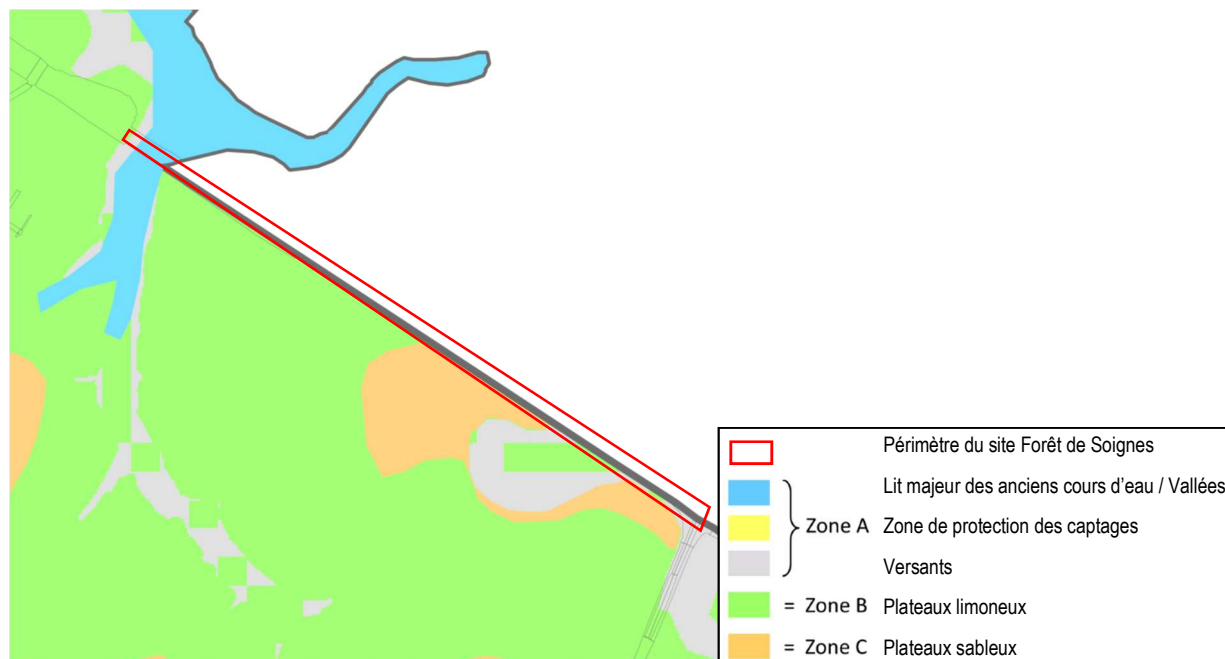 Périmètre du site Forêt de Soignes
Lit majeur des anciens cours d'eau / Vallées
Zone A Zone de protection des captages
Versants
= Zone B Plateaux limoneux
= Zone C Plateaux sableux